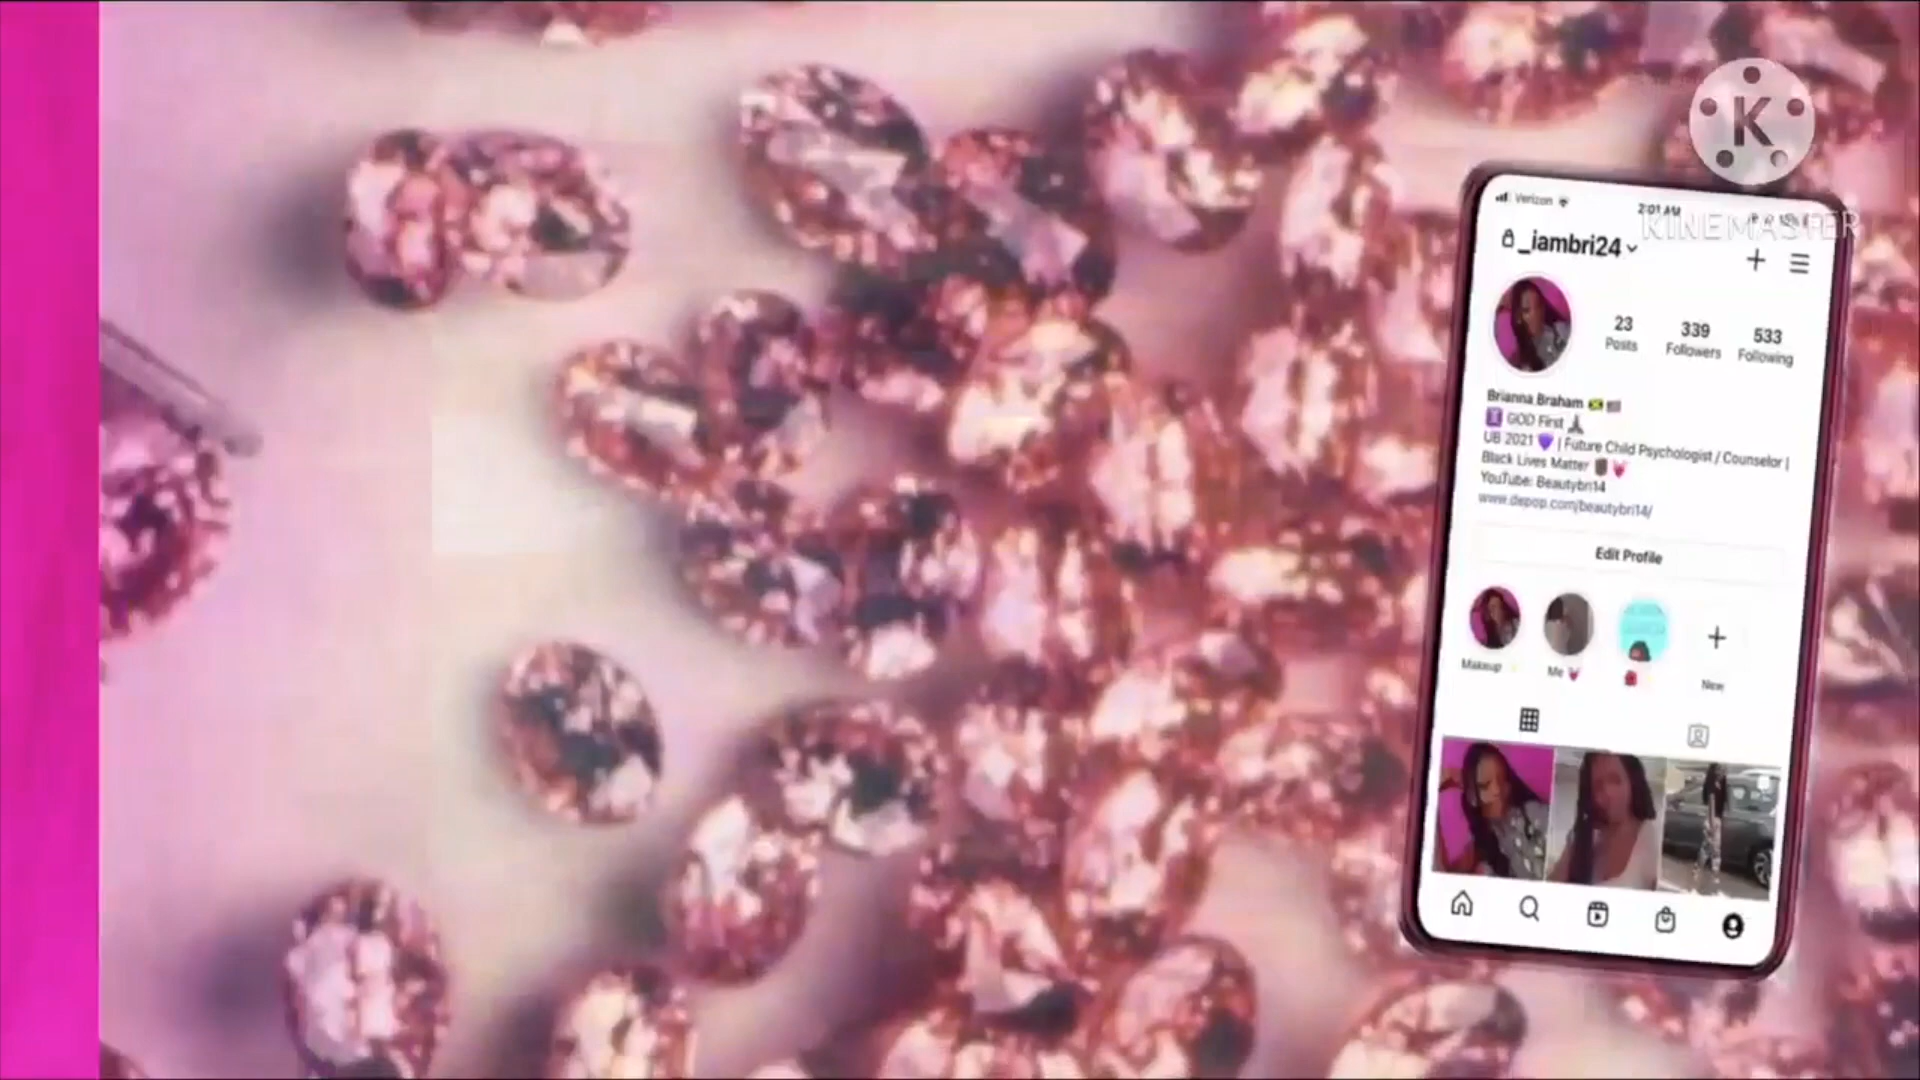 K
KINEMASTER
Verizon
2:01 AM
_iambri24
23
Posts
339
Followers
533
Following
Brianna Braham
GOD First
UB 2021 💜 | Future Child Psychologist / Counselor |
Black Lives Matter
YouTube: Beautybri14
www.depop.com/beautybri14/
Edit Profile
Makeup
Me
New